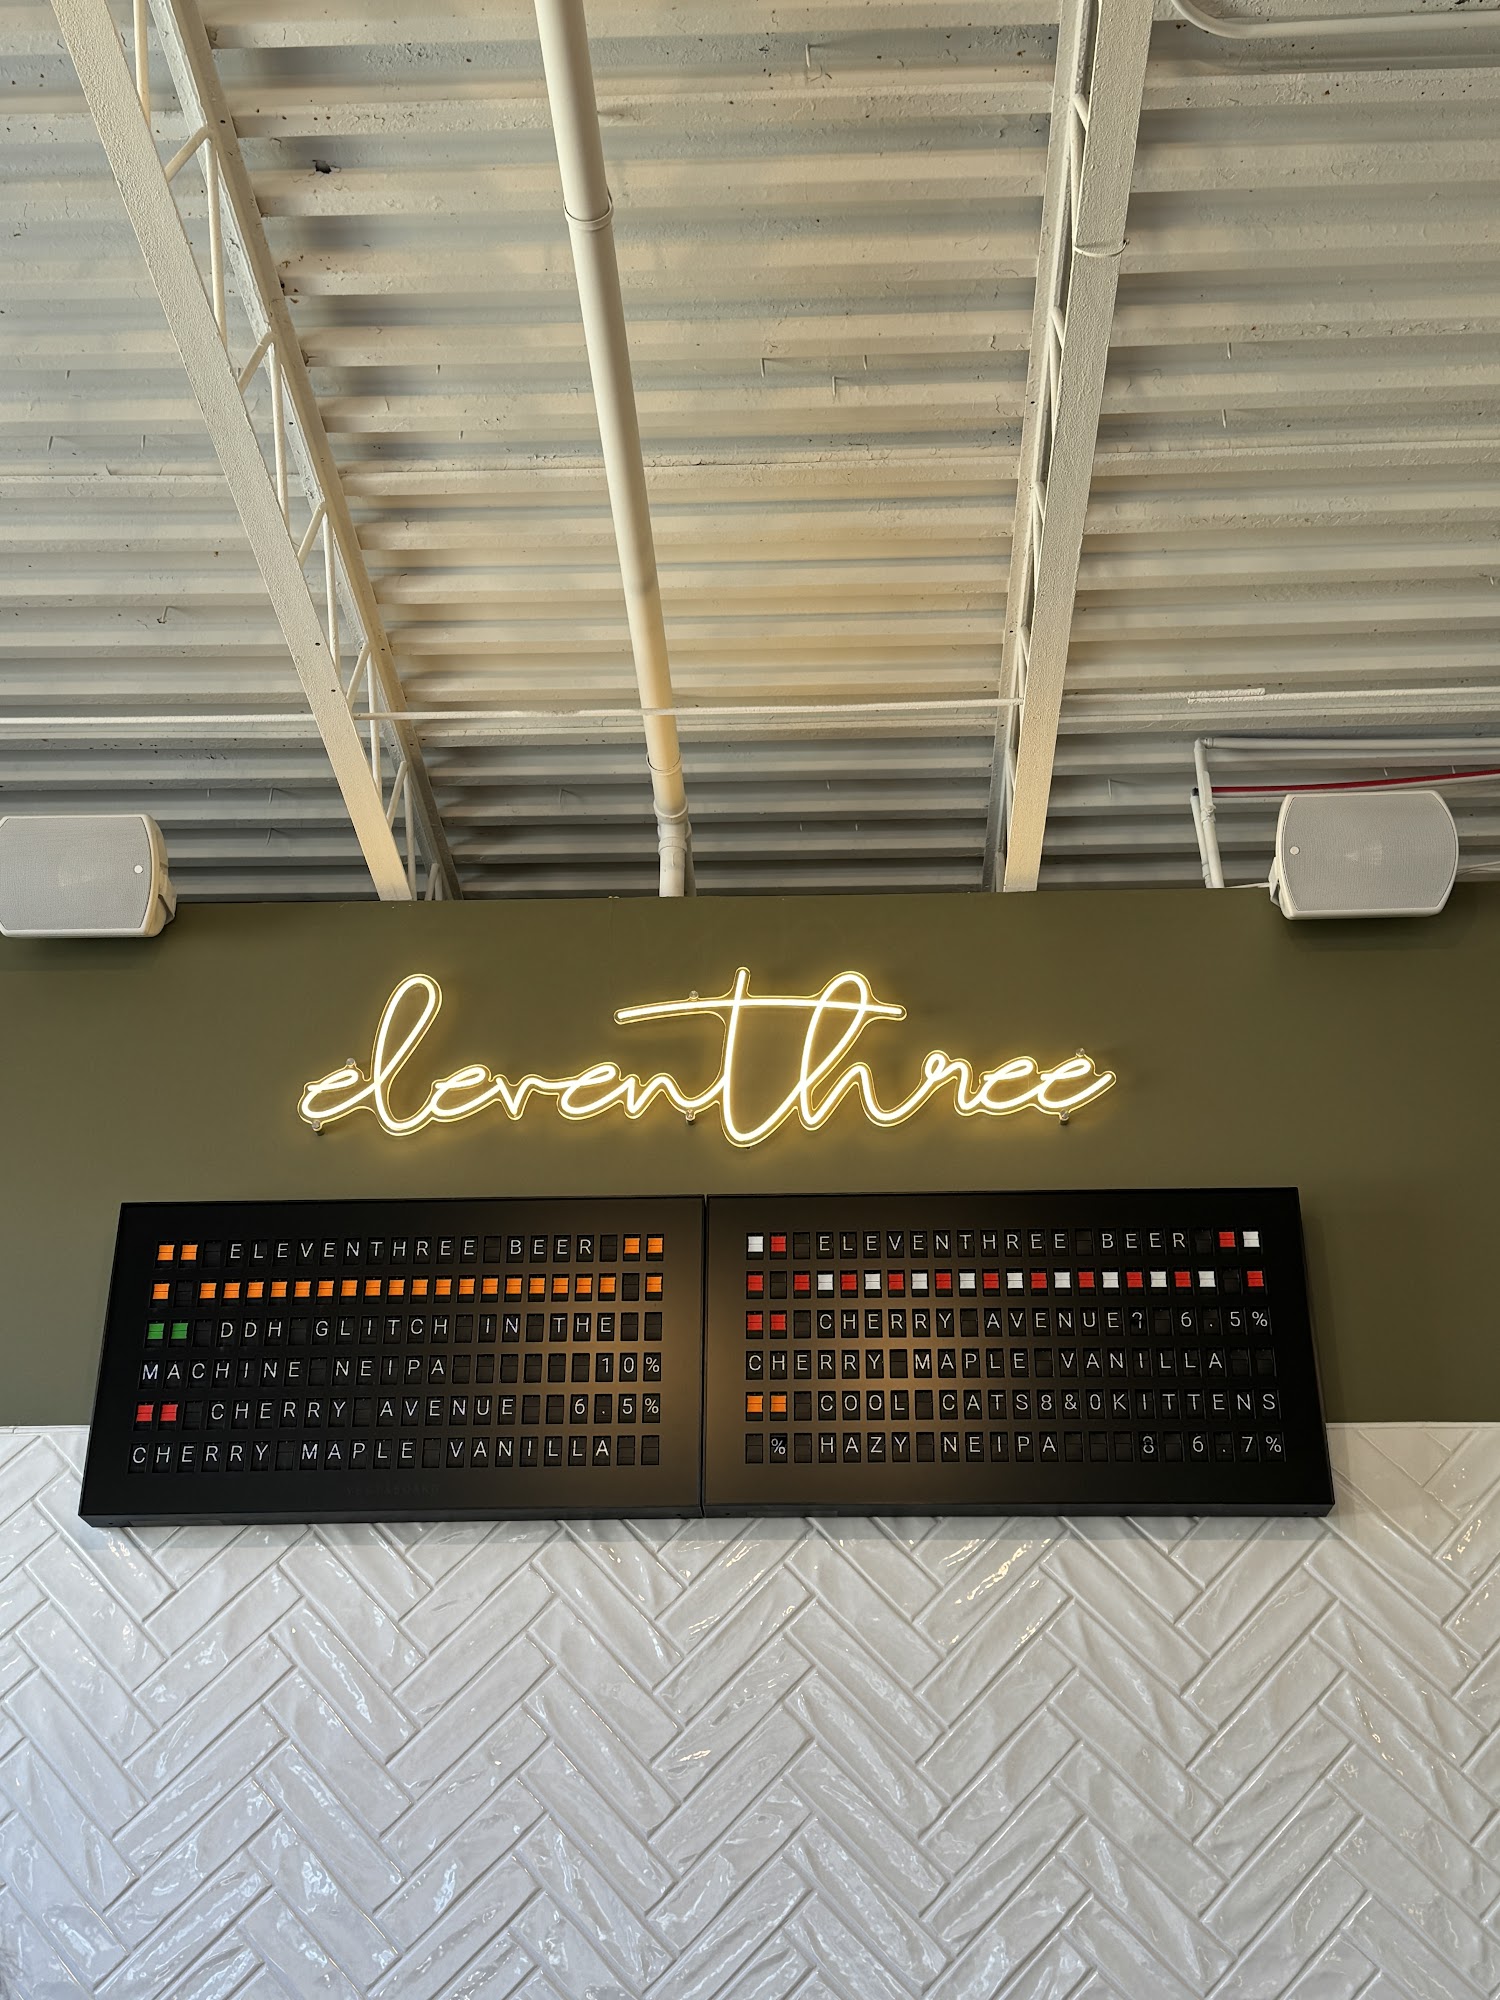 eleventhree
ELEVENTHREE BEER
DDH GLITCH IN THE
MACHINE NEIPA 10%
CHERRY AVENUE 6.5%
CHERRY MAPLE VANILLA
ELEVENTHREE BEER
CHERRY AVENUE? 6.5%
CHERRY MAPLE VANILLA
COOL CATS8&0KITTENS
% HAZY NEIPA 8 6.7%